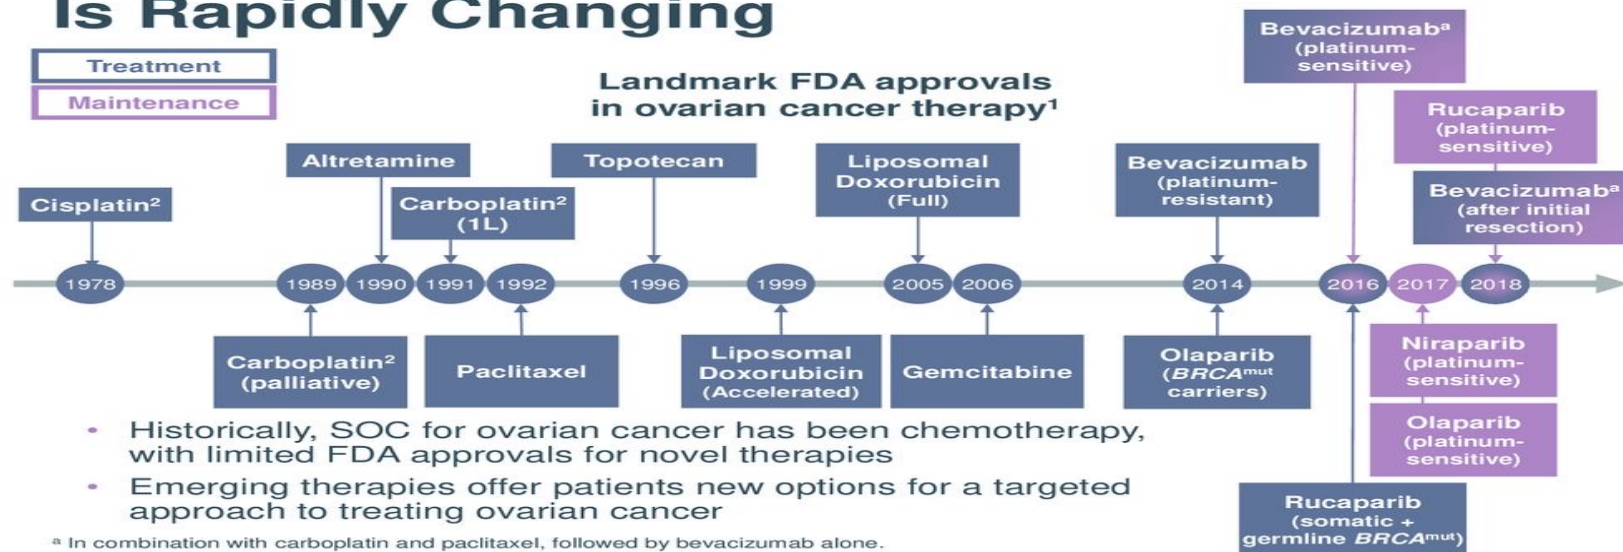 Is Rapidly Changing
Treatment
Maintenance
Landmark FDA approvals
in ovarian cancer therapy¹
Cisplatin²
Altretamine
Carboplatin²
(1L)
Topotecan
Liposomal
Doxorubicin
(Full)
Bevacizumab
(platinum-
resistant)
Bevacizumabᵃ
(platinum-
sensitive)
Rucaparib
(platinum-
sensitive)
Bevacizumabᵃ
(after initial
resection)
1978
1989
1990
1991
1992
1996
1999
2005
2006
2014
2016
2017
2018
Carboplatin²
(palliative)
Paclitaxel
Liposomal
Doxorubicin
(Accelerated)
Gemcitabine
Olaparib
(BRCAᵐᵘᵗ
carriers)
Niraparib
(platinum-
sensitive)
Olaparib
(platinum-
sensitive)
Rucaparib
(somatic +
germline BRCAᵐᵘᵗ)
• Historically, SOC for ovarian cancer has been chemotherapy,
with limited FDA approvals for novel therapies
• Emerging therapies offer patients new options for a targeted
approach to treating ovarian cancer
ᵃ In combination with carboplatin and paclitaxel, followed by bevacizumab alone.